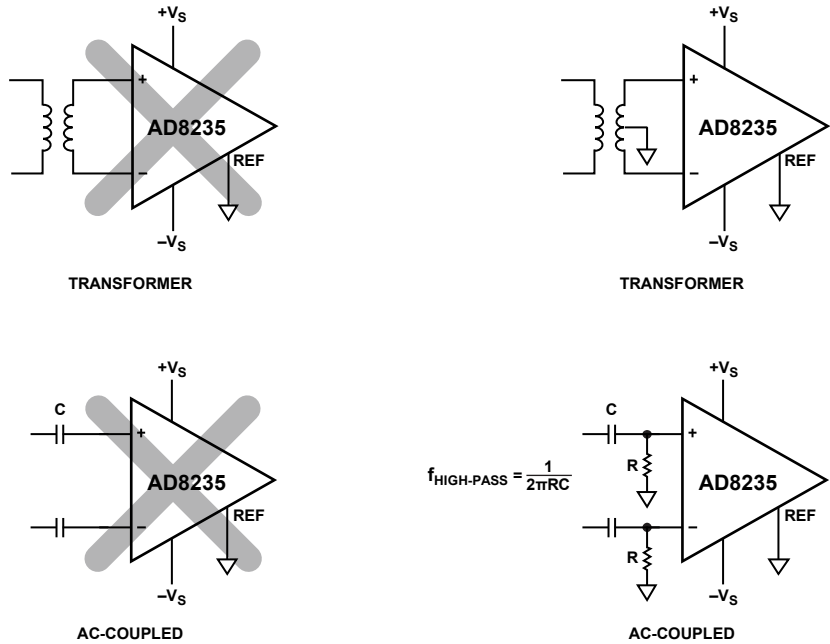 +VS
+
AD8235
REF
−
−VS
TRANSFORMER
+VS
+
AD8235
REF
−
−VS
TRANSFORMER
+VS
C
+
AD8235
REF
−
−VS
AC-COUPLED
fHIGH-PASS = 1/2πRC
+VS
C
+
R
AD8235
REF
−
R
−VS
AC-COUPLED